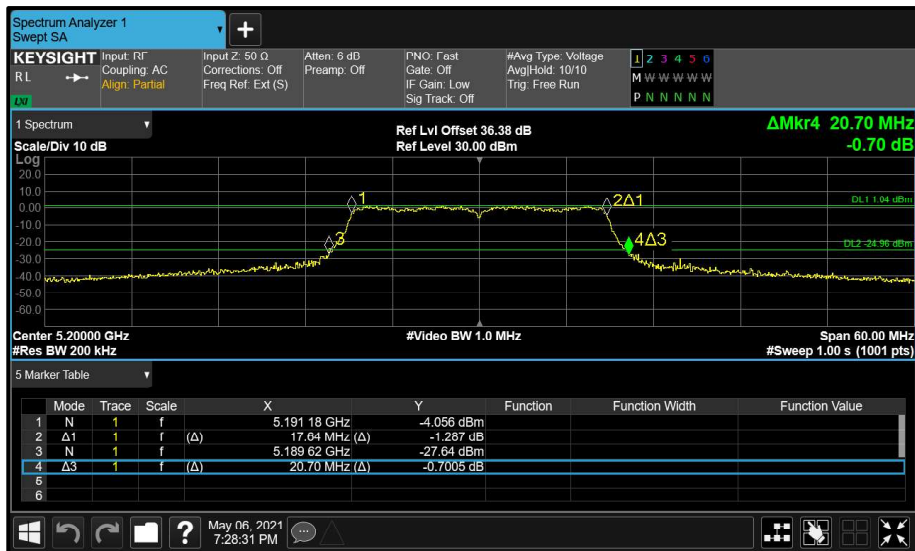 Spectrum Analyzer 1
Swept SA
+
KEYSIGHT Input: RF
RL
Coupling: AC
Align: Partial
LXI
Input Z: 50 Ω
Corrections: Off
Freq Ref: Ext (S)
Atten: 6 dB
Preamp: Off
PNO: Fast
Gate: Off
IF Gain: Low
Sig Track: Off
#Avg Type: Voltage
Avg|Hold: 10/10
Trig: Free Run
1 2 3 4 5 6
M W W W W W
P N N N N N
1 Spectrum
Scale/Div 10 dB
Ref Lvl Offset 36.38 dB
Ref Level 30.00 dBm
ΔMkr4 20.70 MHz
-0.70 dB
Log
20.0
10.0
0.00
-10.0
-20.0
-30.0
-40.0
-50.0
-60.0
1
2Δ1
3
4Δ3
DL1 1.04 dBm
DL2 -24.96 dBm
Center 5.20000 GHz
#Video BW 1.0 MHz
Span 60.00 MHz
#Res BW 200 kHz
#Sweep 1.00 s (1001 pts)
5 Marker Table
Mode Trace Scale X Y Function Function Width Function Value
1 N 1 f 5.191 18 GHz -4.056 dBm
2 Δ1 1 f (Δ) 17.64 MHz (Δ) -1.287 dB
3 N 1 f 5.189 62 GHz -27.64 dBm
4 Δ3 1 f (Δ) 20.70 MHz (Δ) -0.7005 dB
5
6
?
May 06, 2021
7:28:31 PM